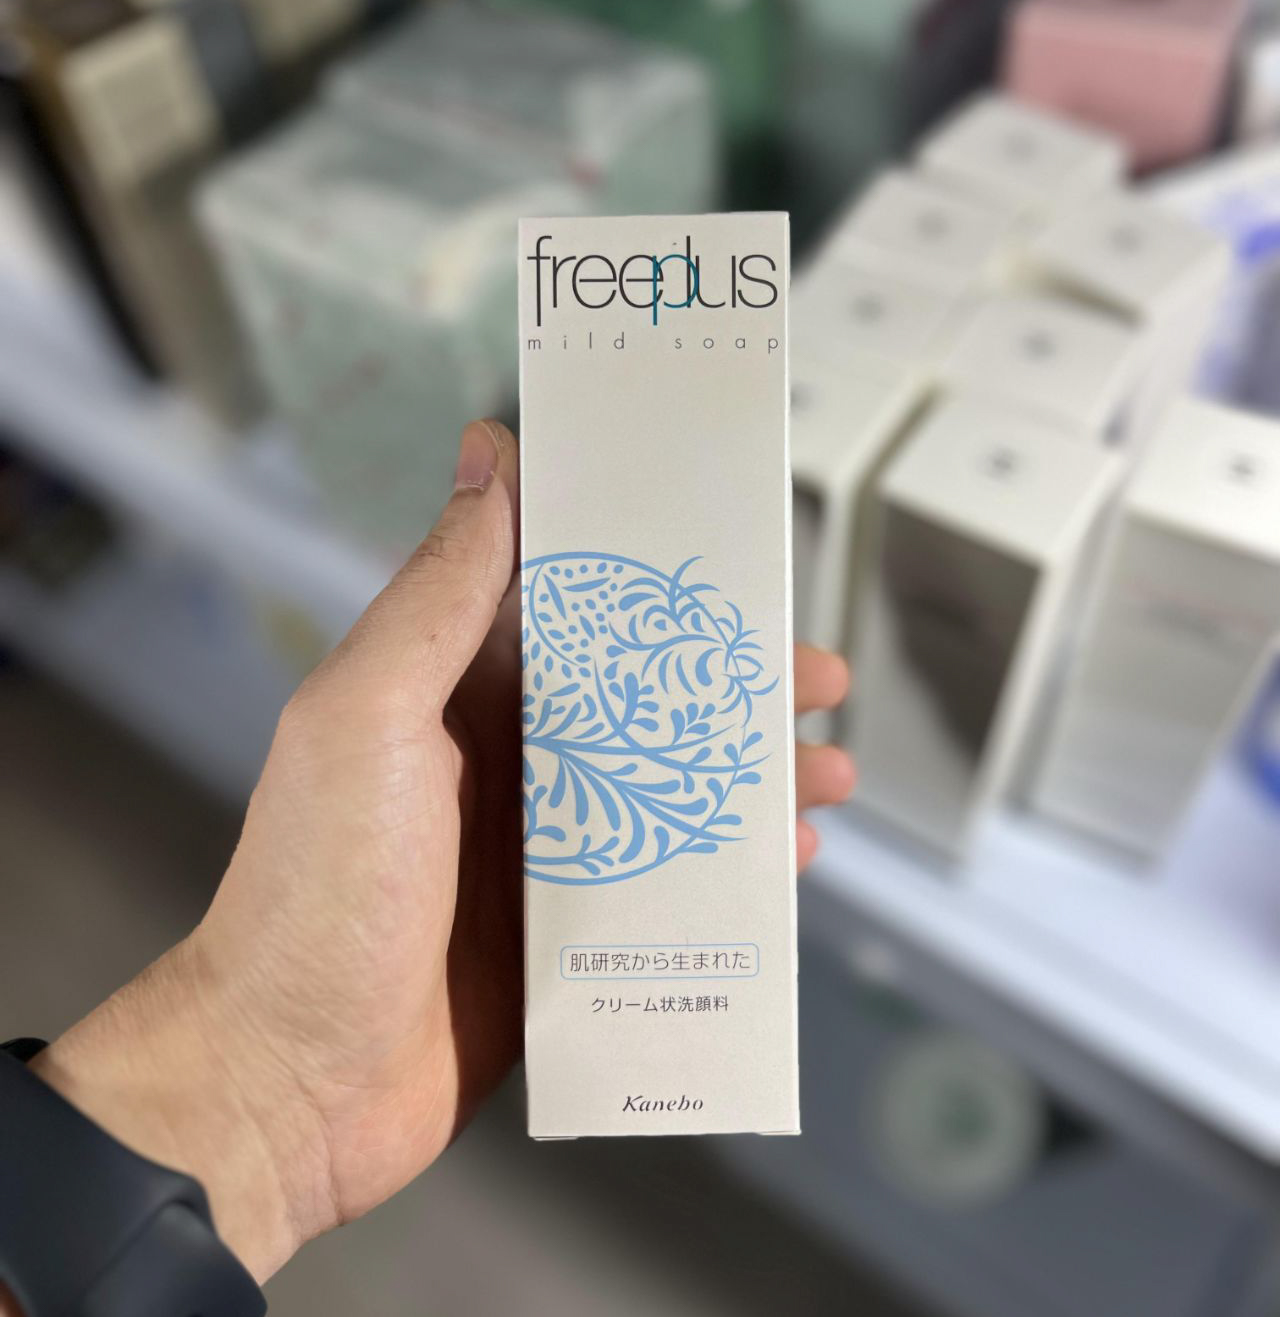 freeplus
mild soap
肌研究から生まれた
クリーム状洗顔料
Kanebo